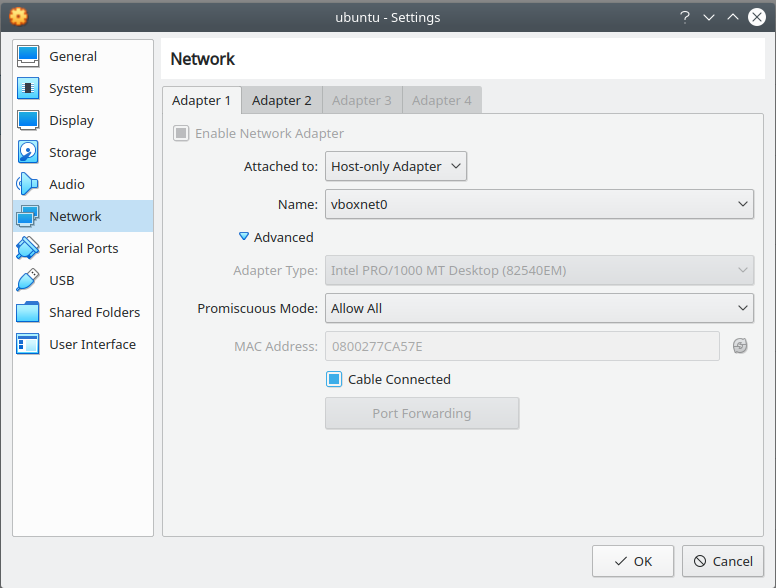 ubuntu - Settings
General
System
Display
Storage
Audio
Network
Serial Ports
USB
Shared Folders
User Interface
Network
Adapter 1 Adapter 2 Adapter 3 Adapter 4
Enable Network Adapter
Attached to: Host-only Adapter
Name: vboxnet0
Advanced
Adapter Type: Intel PRO/1000 MT Desktop (82540EM)
Promiscuous Mode: Allow All
MAC Address: 0800277CA57E
Cable Connected
Port Forwarding
OK Cancel